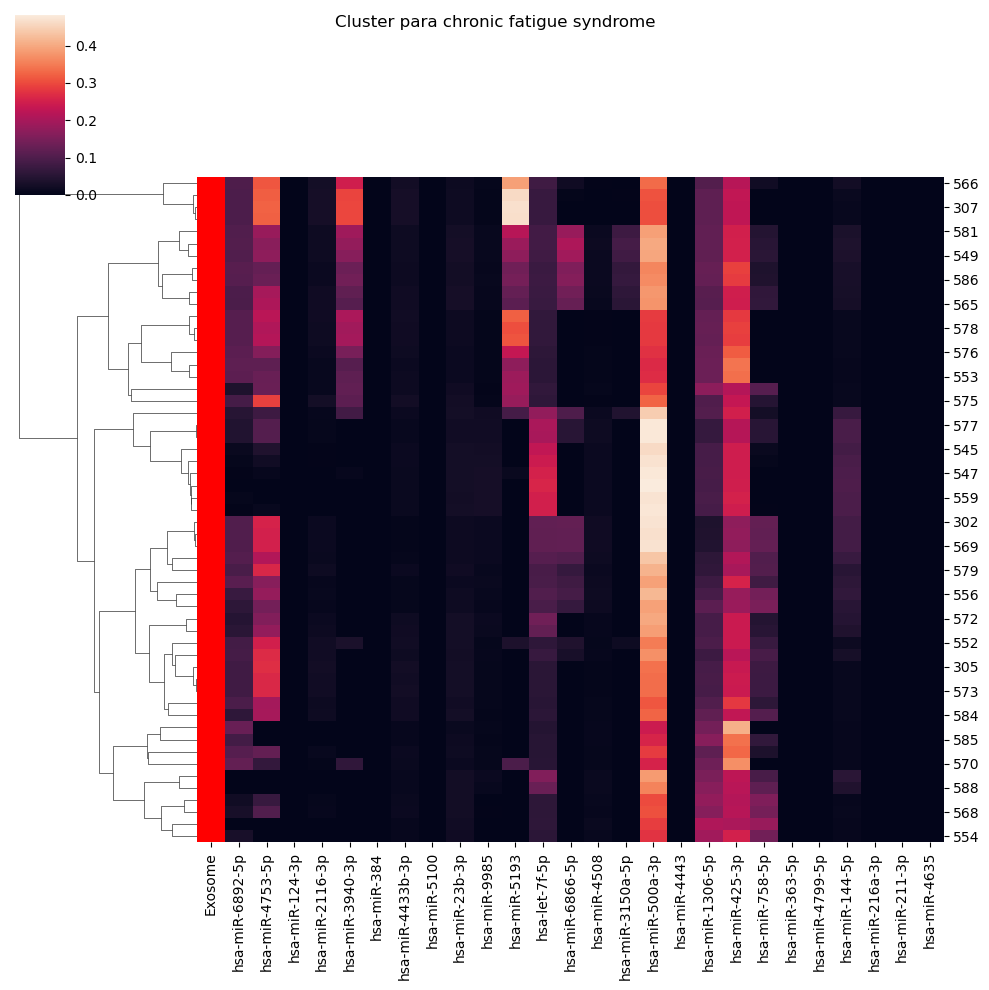 Cluster para chronic fatigue syndrome
0.4
0.3
0.2
0.1
0.0
566
307
581
549
586
565
578
576
553
575
577
545
547
559
302
569
579
556
572
552
305
573
584
585
570
588
568
554
Exosome
hsa-miR-6892-5p
hsa-miR-4753-5p
hsa-miR-124-3p
hsa-miR-2116-3p
hsa-miR-3940-3p
hsa-miR-384
hsa-miR-4433b-3p
hsa-miR-5100
hsa-miR-23b-3p
hsa-miR-9985
hsa-miR-5193
hsa-let-7f-5p
hsa-miR-6866-5p
hsa-miR-4508
hsa-miR-3150a-5p
hsa-miR-500a-3p
hsa-miR-4443
hsa-miR-1306-5p
hsa-miR-425-3p
hsa-miR-758-5p
hsa-miR-363-5p
hsa-miR-4799-5p
hsa-miR-144-5p
hsa-miR-216a-3p
hsa-miR-211-3p
hsa-miR-4635